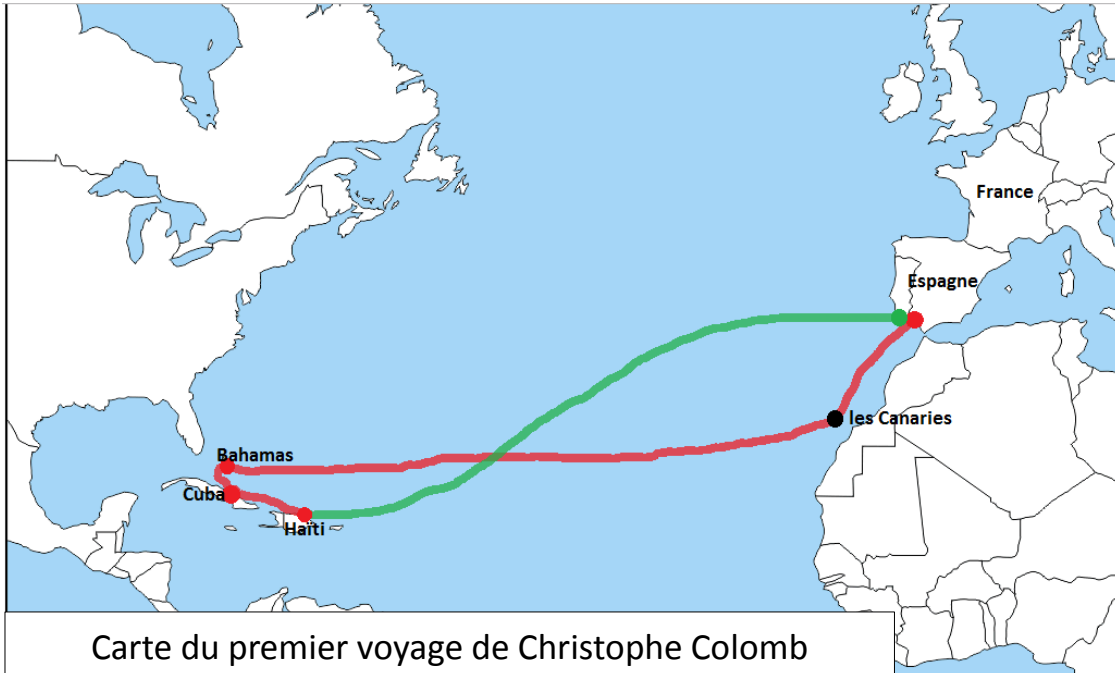 France
Espagne
les Canaries
Bahamas
Cuba
Haïti
Carte du premier voyage de Christophe Colomb